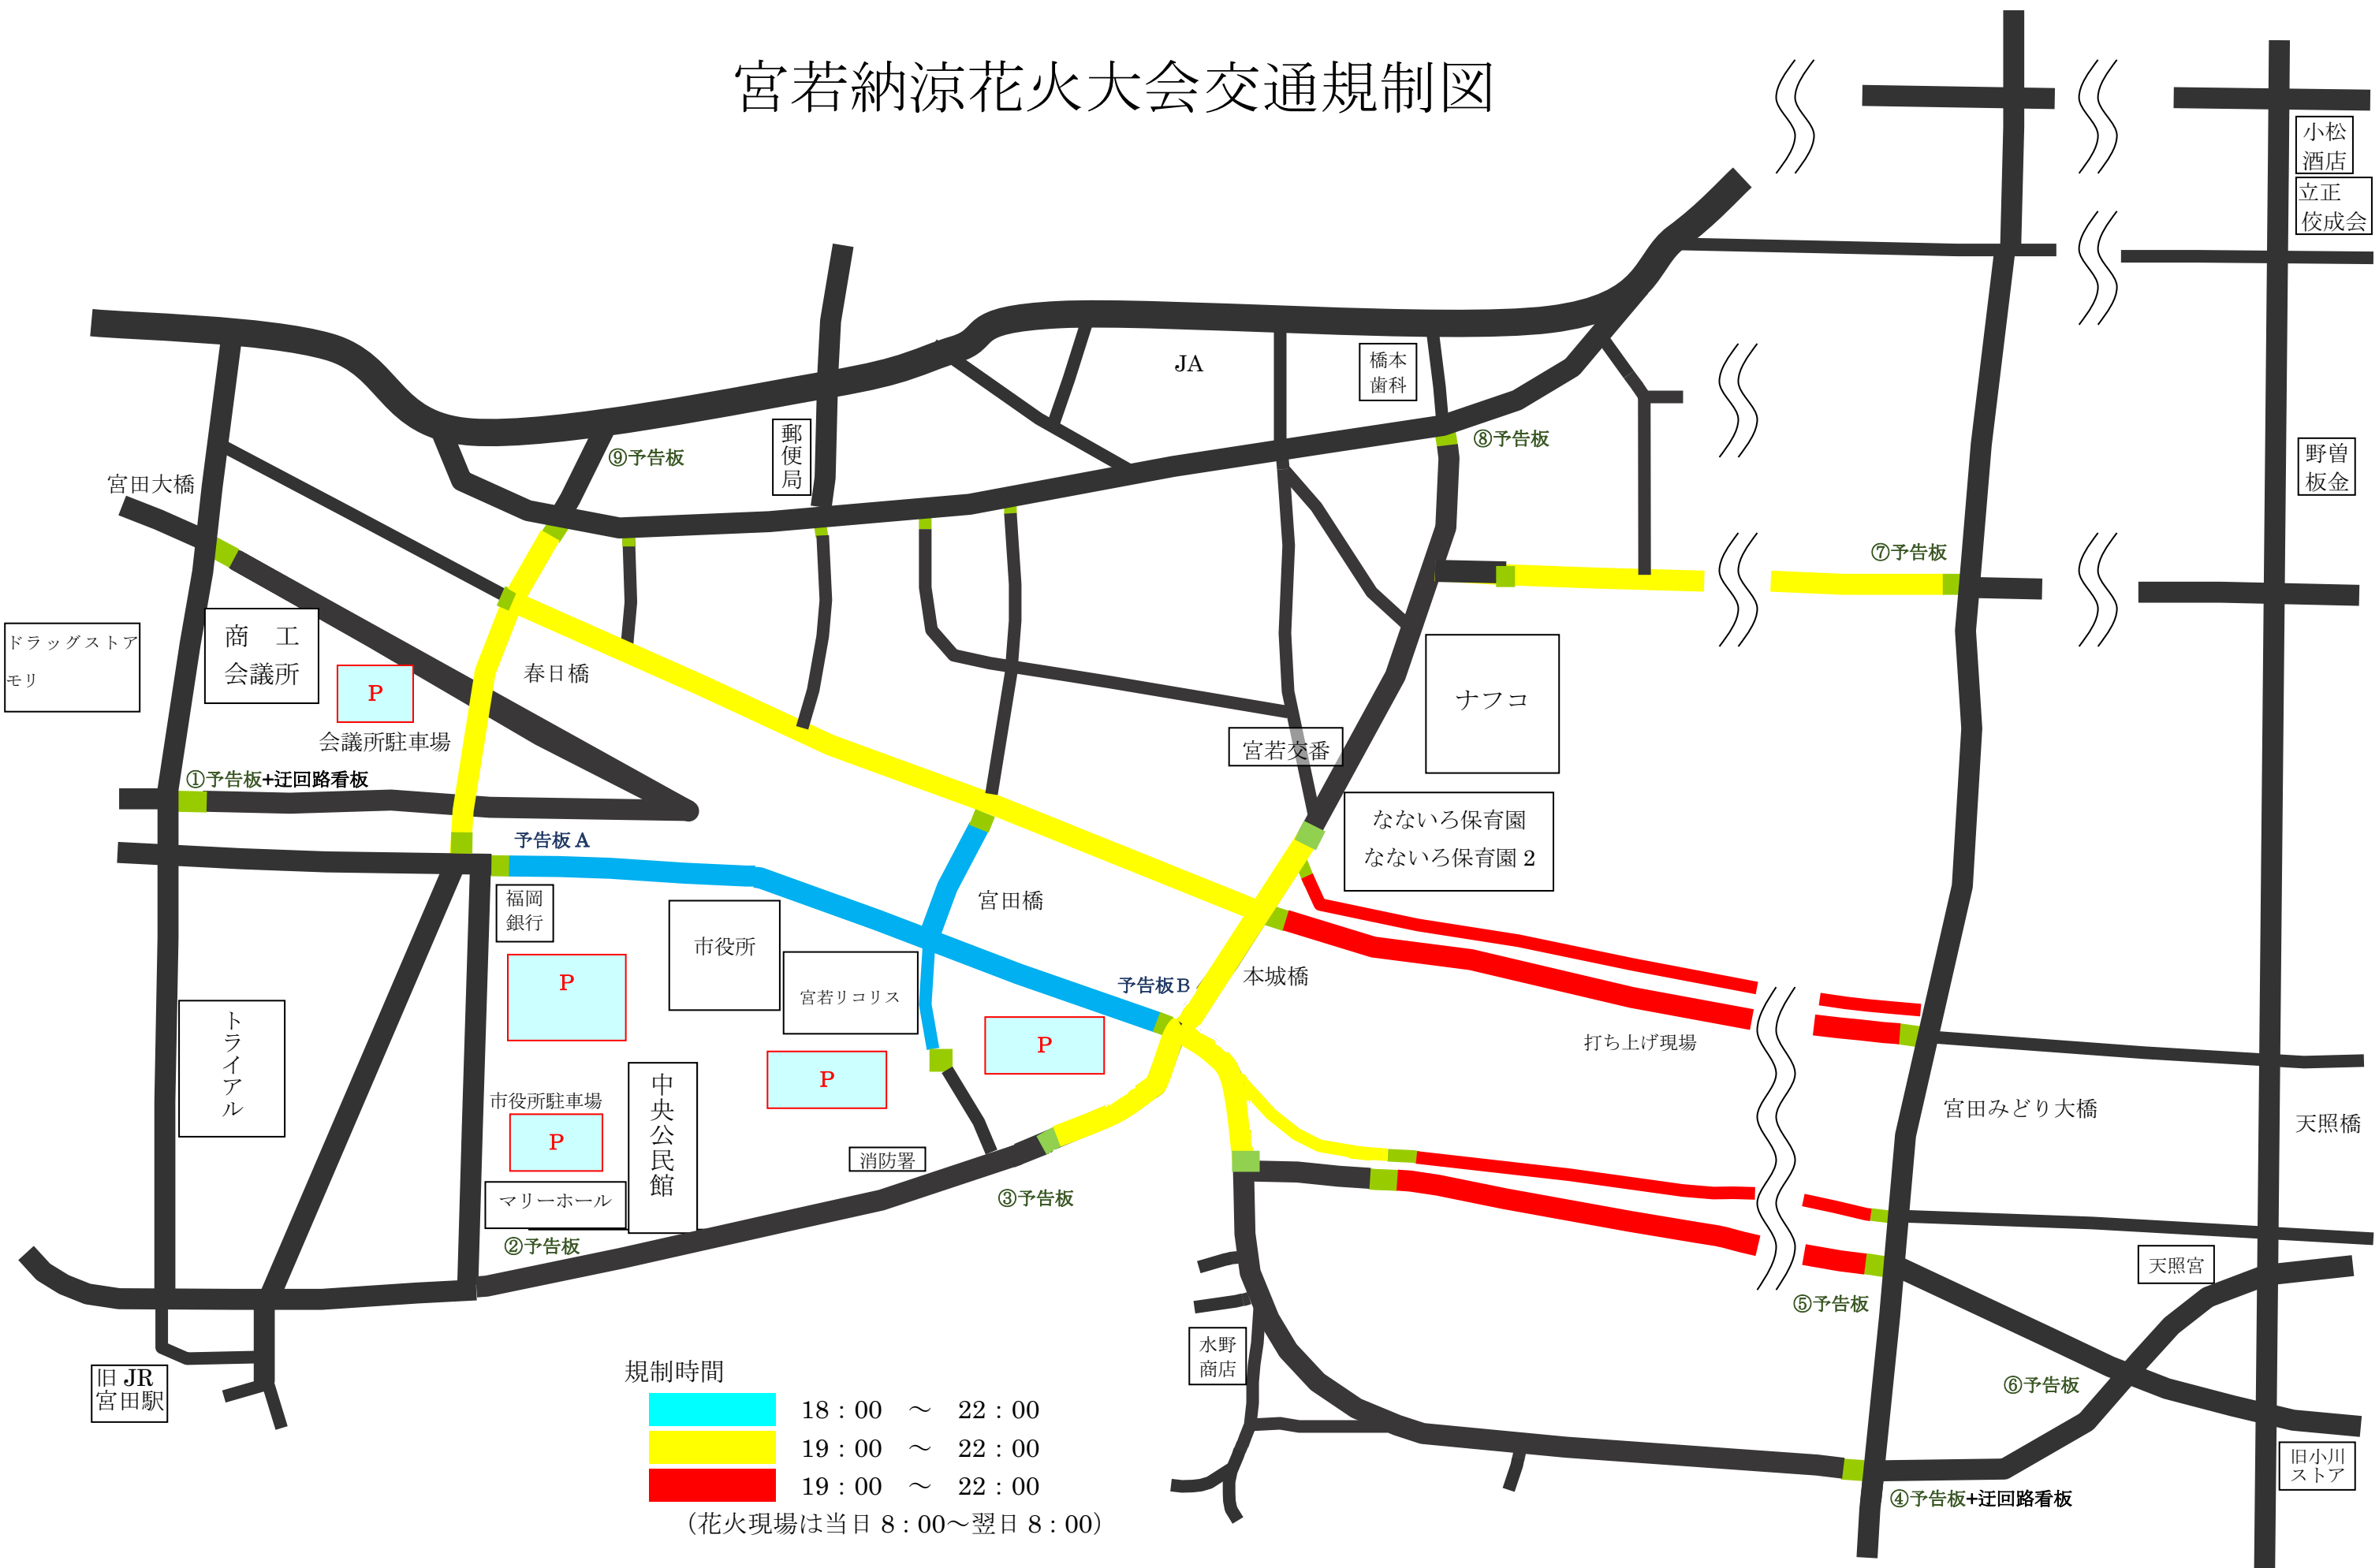 宮若納涼花火大会交通規制図
小松
酒店
立正
佼成会
橋本
歯科
JA
郵便局
⑨予告板
⑧予告板
野曽
板金
宮田大橋
⑦予告板
ドラッグストア
モリ
商　工
会議所
P
会議所駐車場
春日橋
ナフコ
宮若交番
①予告板+迂回路看板
なないろ保育園
なないろ保育園 2
予告板 A
福岡
銀行
宮田橋
市役所
宮若リコリス
予告板 B
本城橋
P
P
P
トライアル
打ち上げ現場
中央公民館
市役所駐車場
P
宮田みどり大橋
天照橋
消防署
マリーホール
②予告板
③予告板
天照宮
⑤予告板
水野
商店
⑥予告板
旧 JR
宮田駅
旧小川
ストア
④予告板+迂回路看板
規制時間
18：00　～　22：00
19：00　～　22：00
19：00　～　22：00
（花火現場は当日 8：00～翌日 8：00）